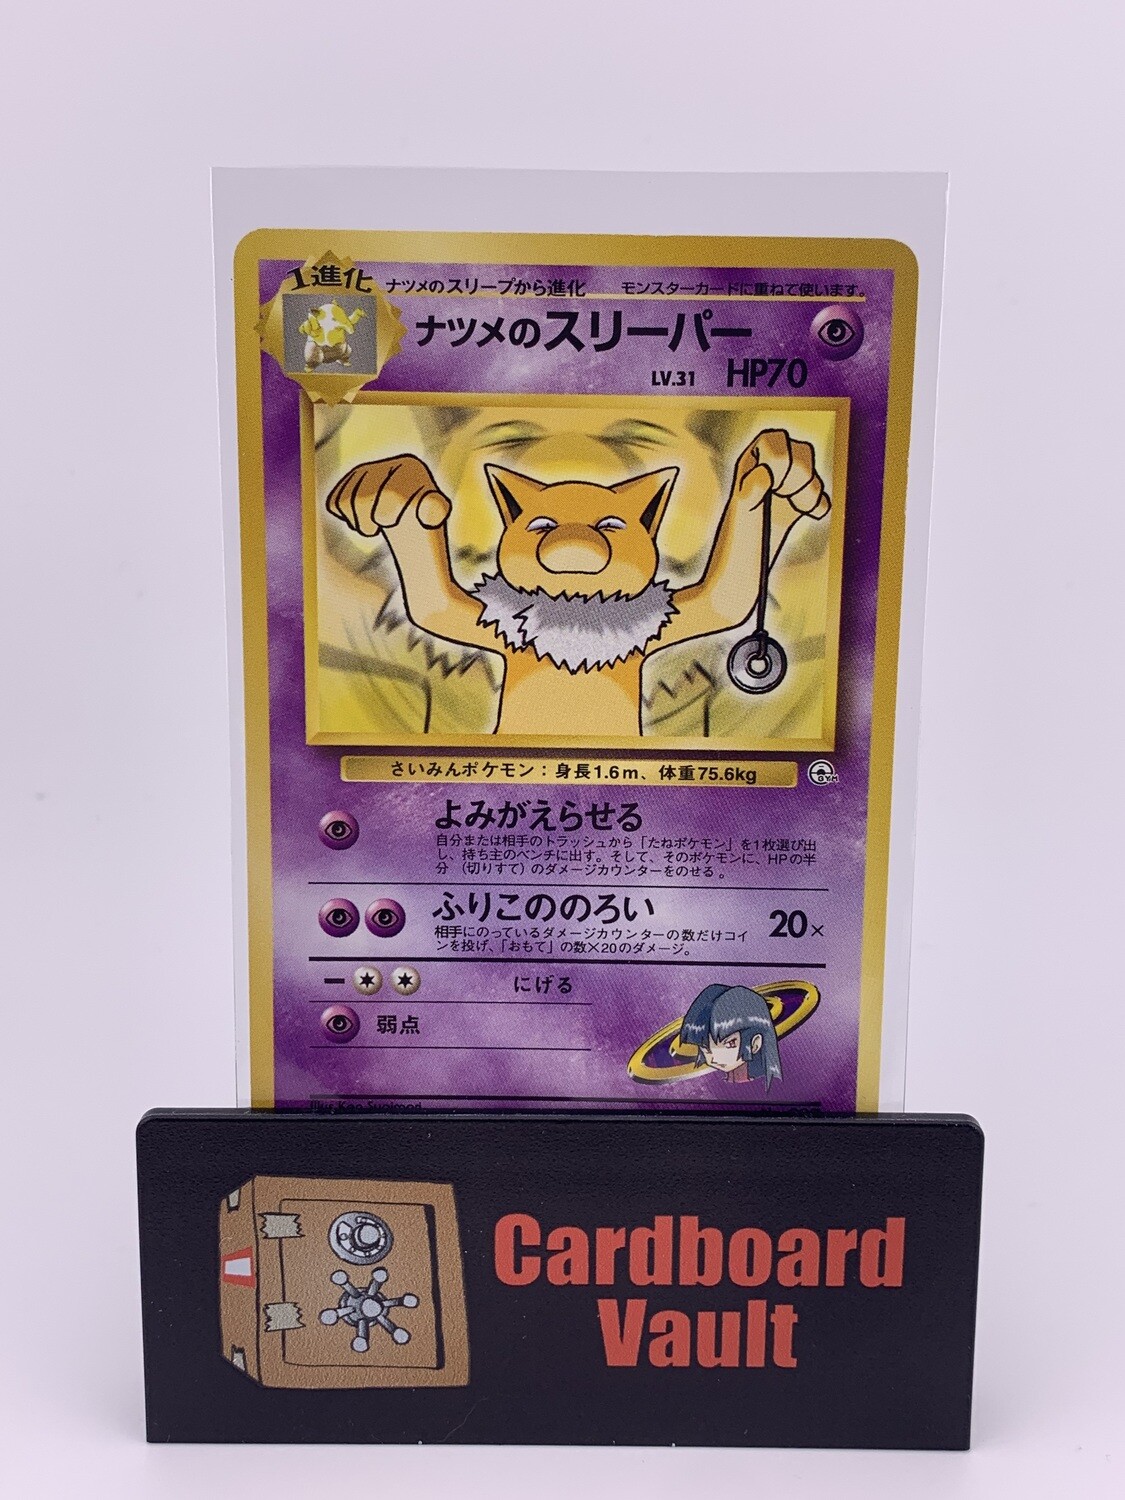 1進化
ナツメのスリープから進化 モンスターカードに重ねて使います。
ナツメのスリーパー
LV.31 HP70
さいみんポケモン：身長1.6m、体重75.6kg
GYM
よみがえらせる
自分または相手のトラッシュから「たねポケモン」を1枚選び出
し、持ち主のベンチに出す。そして、そのポケモンに、HPの半
分（切りすて）のダメージカウンターをのせる。
ふりこののろい 20×
相手にのっているダメージカウンターの数だけコイ
ンを投げ、「おもて」の数×20のダメージ。
ー にげる
弱点
Illus. Ken Sugimori
Cardboard
Vault